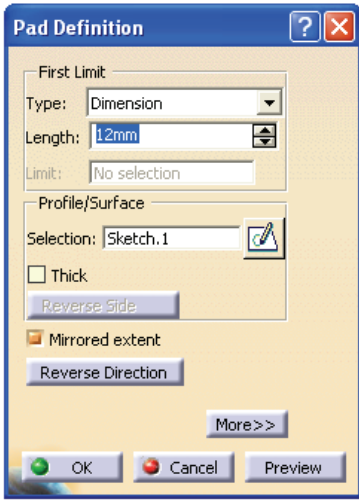 Pad Definition
First Limit
Type: Dimension
Length: 12mm
Limit: No selection
Profile/Surface
Selection: Sketch.1
Thick
Reverse Side
Mirrored extent
Reverse Direction
More>>
OK Cancel Preview